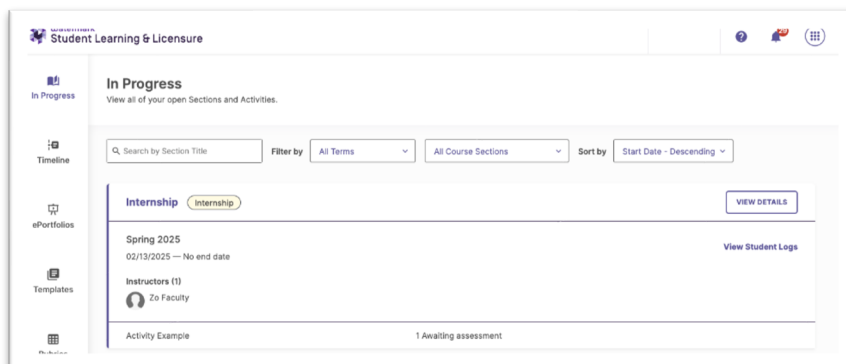 Watermark
Student Learning & Licensure
20
In Progress
In Progress
View all of your open Sections and Activities.
Timeline
Search by Section Title
Filter by
All Terms
All Course Sections
Sort by
Start Date - Descending
ePortfolios
Internship
Internship
VIEW DETAILS
Spring 2025
02/13/2025 — No end date
View Student Logs
Instructors (1)
Zo Faculty
Templates
Activity Example
1 Awaiting assessment
Rubrics